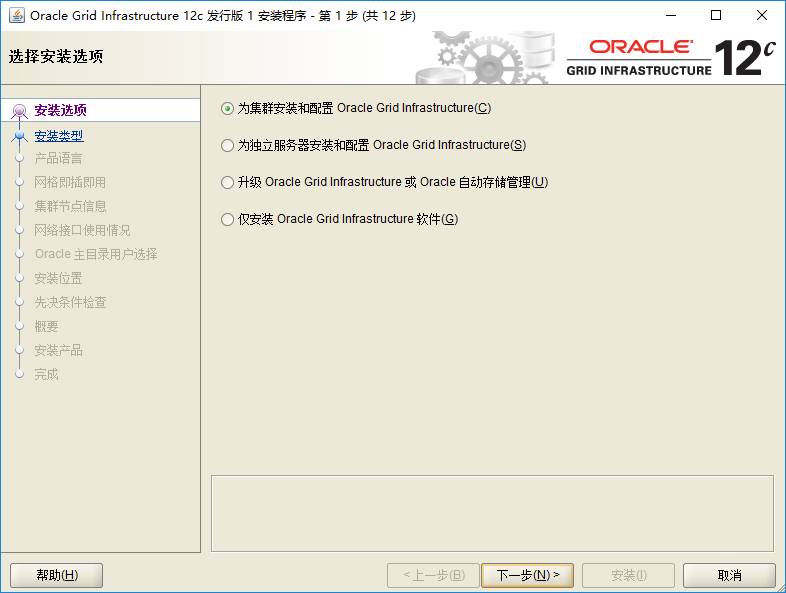 Oracle Grid Infrastructure 12c 发行版 1 安装程序 - 第 1 步 (共 12 步)
选择安装选项
ORACLE
GRID INFRASTRUCTURE 12c
安装选项
安装类型
产品语言
网格即插即用
集群节点信息
网络接口使用情况
Oracle 主目录用户选择
安装位置
先决条件检查
概要
安装产品
完成
为集群安装和配置 Oracle Grid Infrastructure(C)
为独立服务器安装和配置 Oracle Grid Infrastructure(S)
升级 Oracle Grid Infrastructure 或 Oracle 自动存储管理(U)
仅安装 Oracle Grid Infrastructure 软件(G)
帮助(H)
< 上一步(B)
下一步(N) >
安装(I)
取消